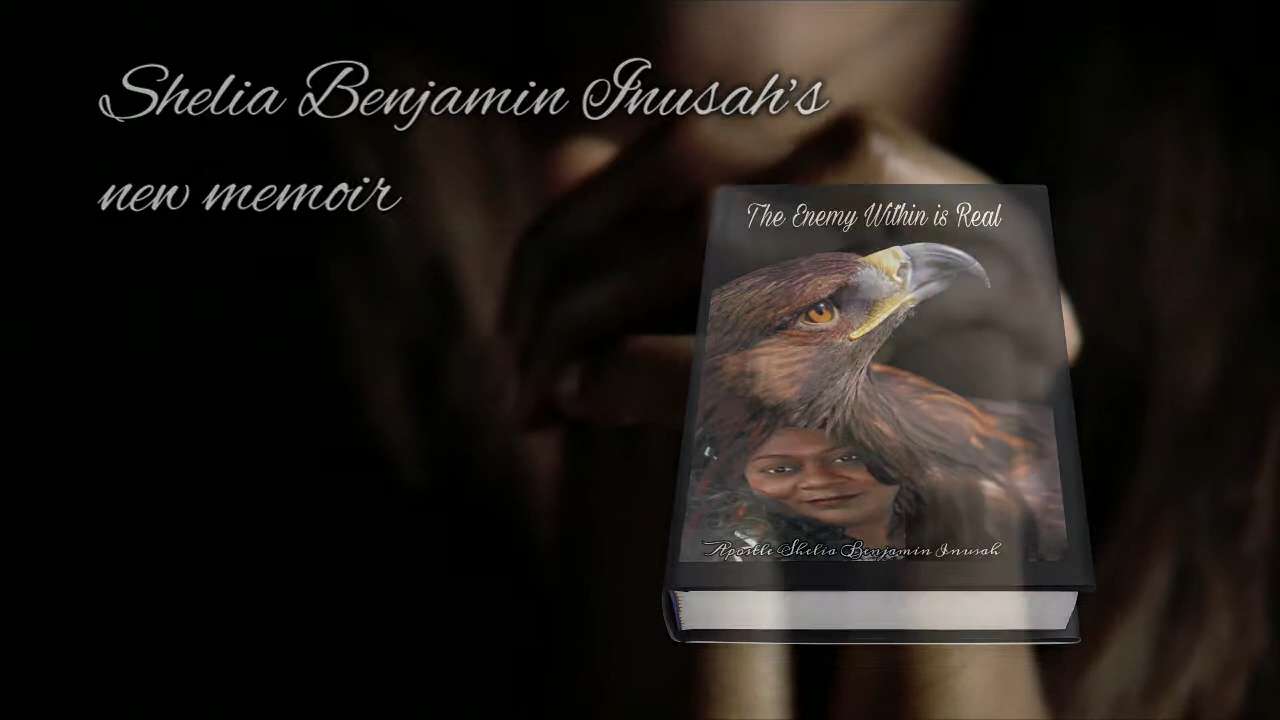 Shelia Benjamin Inusah's
new memoir
The Enemy Within is Real
Apostle Shelia Benjamin Inusah